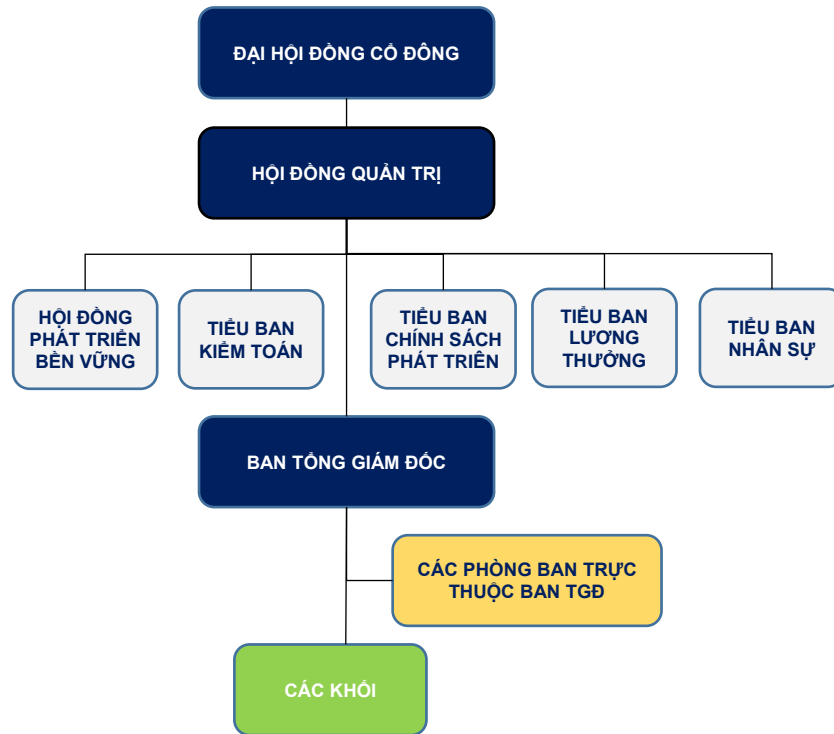 ĐẠI HỘI ĐỒNG CỔ ĐÔNG
HỘI ĐỒNG QUẢN TRỊ
HỘI ĐỒNG
PHÁT TRIỂN
BỀN VỮNG
TIỂU BAN
KIỂM TOÁN
TIỂU BAN
CHÍNH SÁCH
PHÁT TRIÊN
TIỂU BAN
LƯƠNG
THƯỞNG
TIỂU BAN
NHÂN SỰ
BAN TỔNG GIÁM ĐỐC
CÁC PHÒNG BAN TRỰC
THUỘC BAN TGĐ
CÁC KHỐI